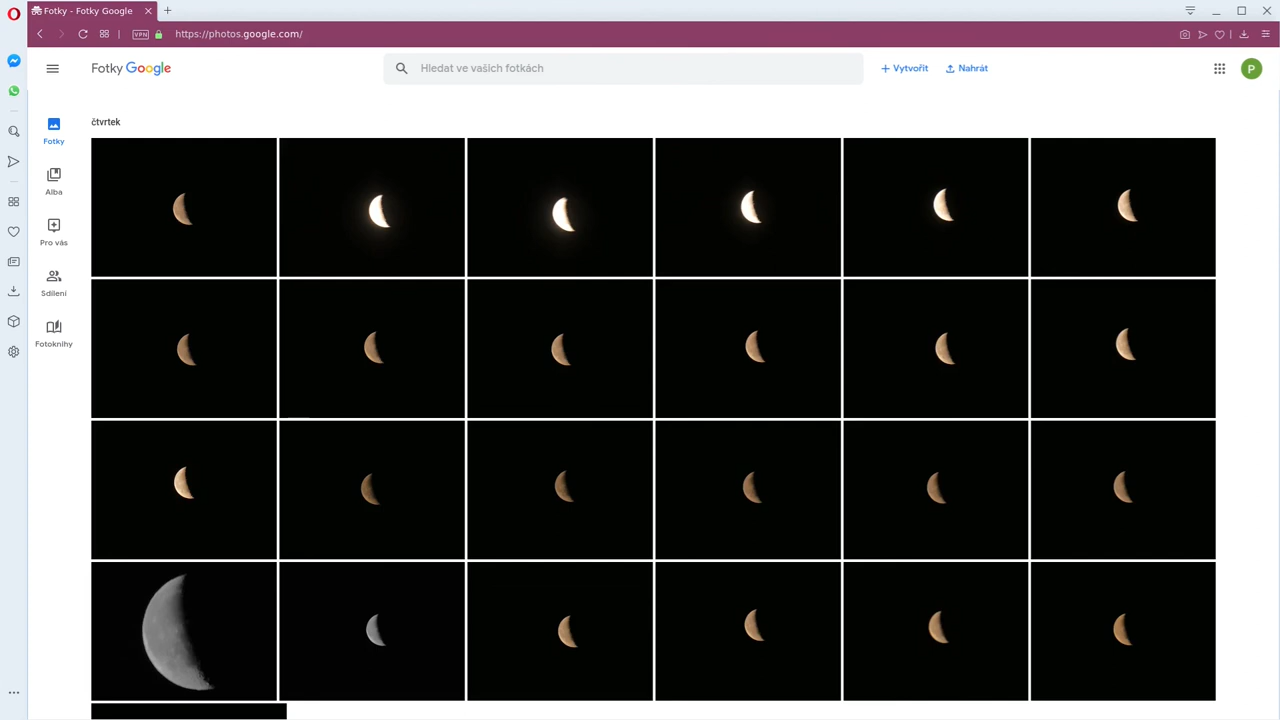 Fotky - Fotky Google
VPN
https://photos.google.com/
Fotky Google
Hledat ve vašich fotkách
Vytvořit
Nahrát
P
čtvrtek
Fotky
Alba
Pro vás
Sdílení
Fotoknihy